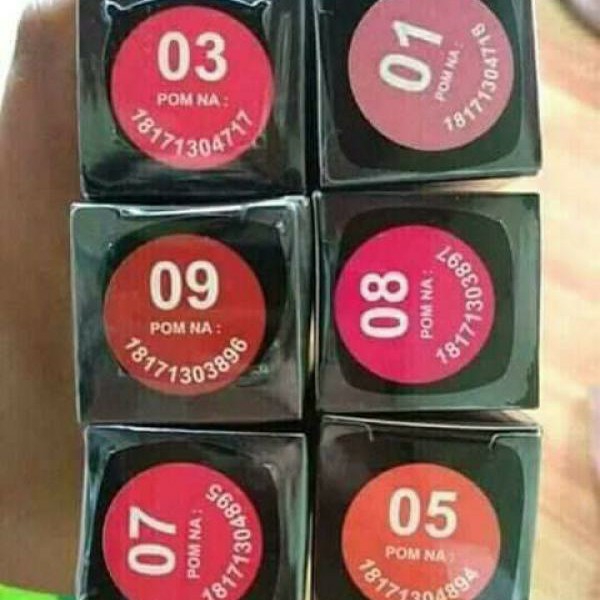 03
POM NA :
18171304717
01
POM NA :
18171304718
09
POM NA :
18171303896
08
POM NA :
18171303897
07
POM NA :
18171304895
05
POM NA :
18171304894